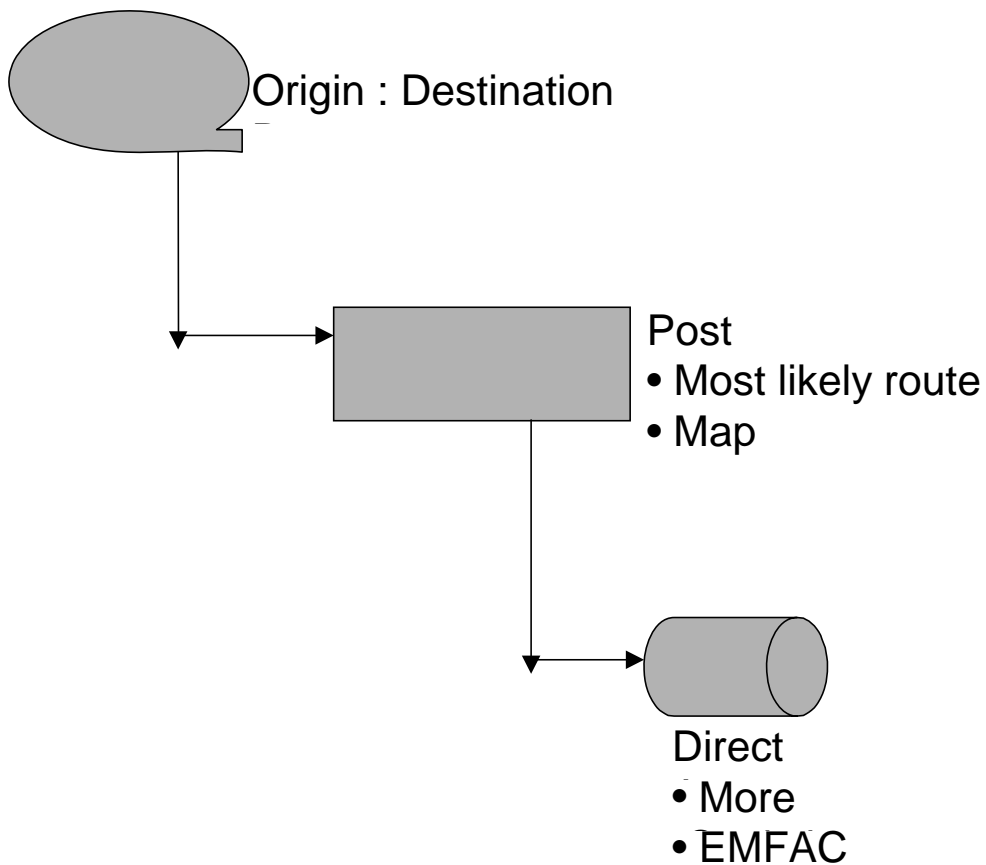 Origin : Destination
Post
• Most likely route
• Map
Direct
• More
• EMFAC